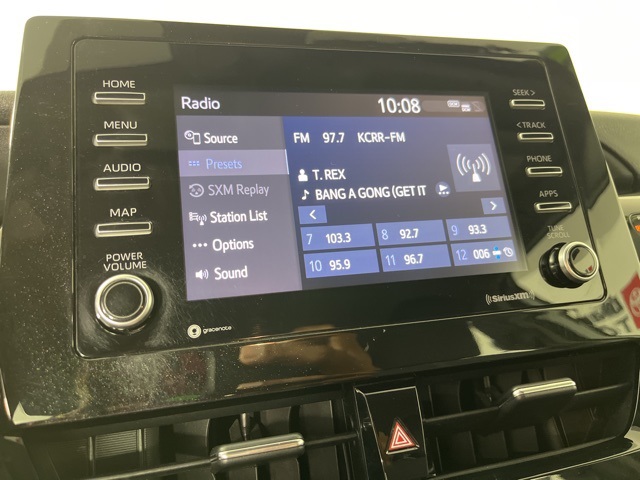 HOME
MENU
AUDIO
MAP
POWER
VOLUME
Radio
10:08
Source
Presets
SXM Replay
Station List
Options
Sound
FM 97.7 KCRR-FM
T. REX
BANG A GONG (GET IT
7 103.3
8 92.7
9 93.3
10 95.9
11 96.7
12 006
SEEK >
< TRACK
PHONE
APPS
TUNE
SCROLL
gracenote
SiriusXM